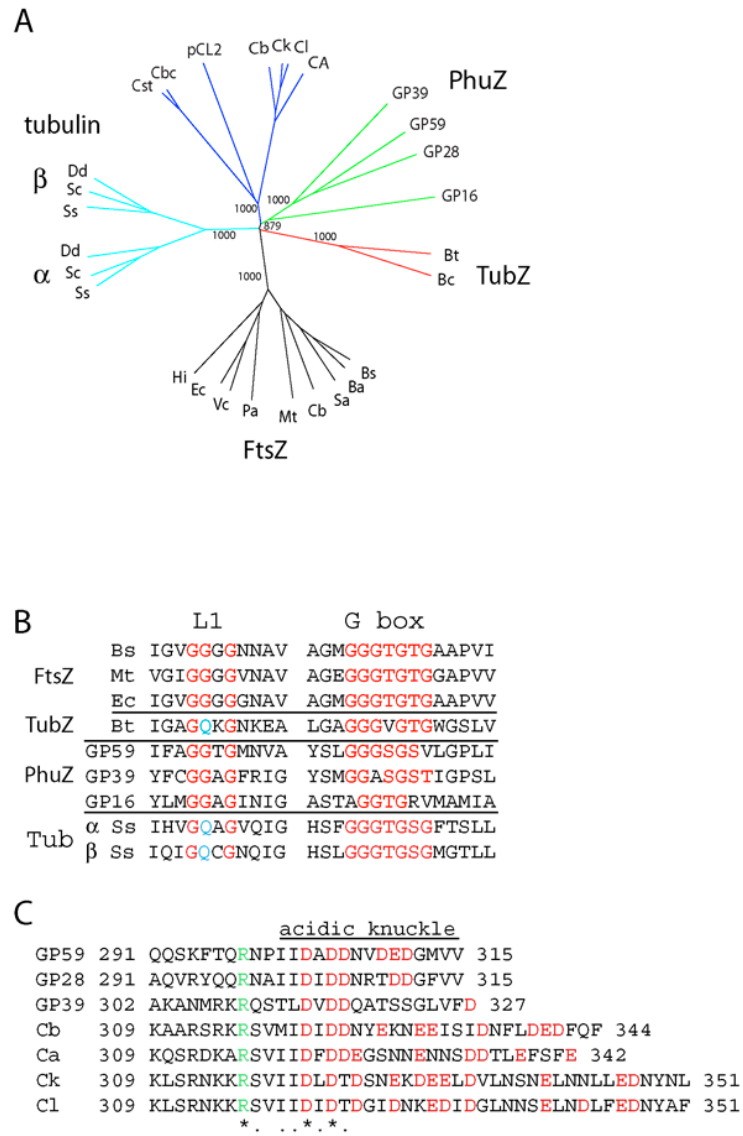 A
pCL2
Cb
Ck
Cl
CA
Cbc
Cst
PhuZ
GP39
GP59
GP28
GP16
tubulin
β
Dd
Sc
Ss
α
Dd
Sc
Ss
1000
1000
1000
879
1000
1000
Bt
Bc
TubZ
Hi
Ec
Vc
Pa
Mt
Cb
Sa
Ba
Bs
FtsZ
B
L1 G box
Bs IGVGGGGNNAV AGMGGGTGTGAAPVI
FtsZ Mt VGIGGGGVNAV AGEGGGTGTGGAPVV
Ec IGVGGGGGNAV AGMGGGTGTGAAPVV
TubZ Bt IGAGQKGNKEA LGAGGGVGTGWGSLV
GP59 IFAGGTGMNVA YSLGGGSGSVLGPLI
PhuZ GP39 YFCGGAGFRIG YSMGGASGSTIGPSL
GP16 YLMGGAGINIG ASTAGGTGRVMAMIA
Tub α Ss IHVGQAGVQIG HSFGGGTGSGFTSLL
β Ss IQIGQCGNQIG HSLGGGTGSGMGTLL
C
acidic knuckle
GP59 291 QQSKFTQRNPIIDADDNVDEDGMVV 315
GP28 291 AQVRYQQRNAIIDIDDNRTDDGFVV 315
GP39 302 AKANMRKRQSTLDVDDQATSSGLVFD 327
Cb 309 KAARSRKRSVMIDIDDNYEKNEEISIDNFLDEDFQF 344
Ca 309 KQSRDKARSVIIDFDDEGSNNENNSDDTLEFSFE 342
Ck 309 KLSRNKKRSVIIDLDTDSNEKDEELDVLNSNELNNLLEDNYNL 351
Cl 309 KLSRNKKRSVIIDIDTDGIDNKEDIDGLNNSELNDLFEDNYAF 351
*. ..*.*.